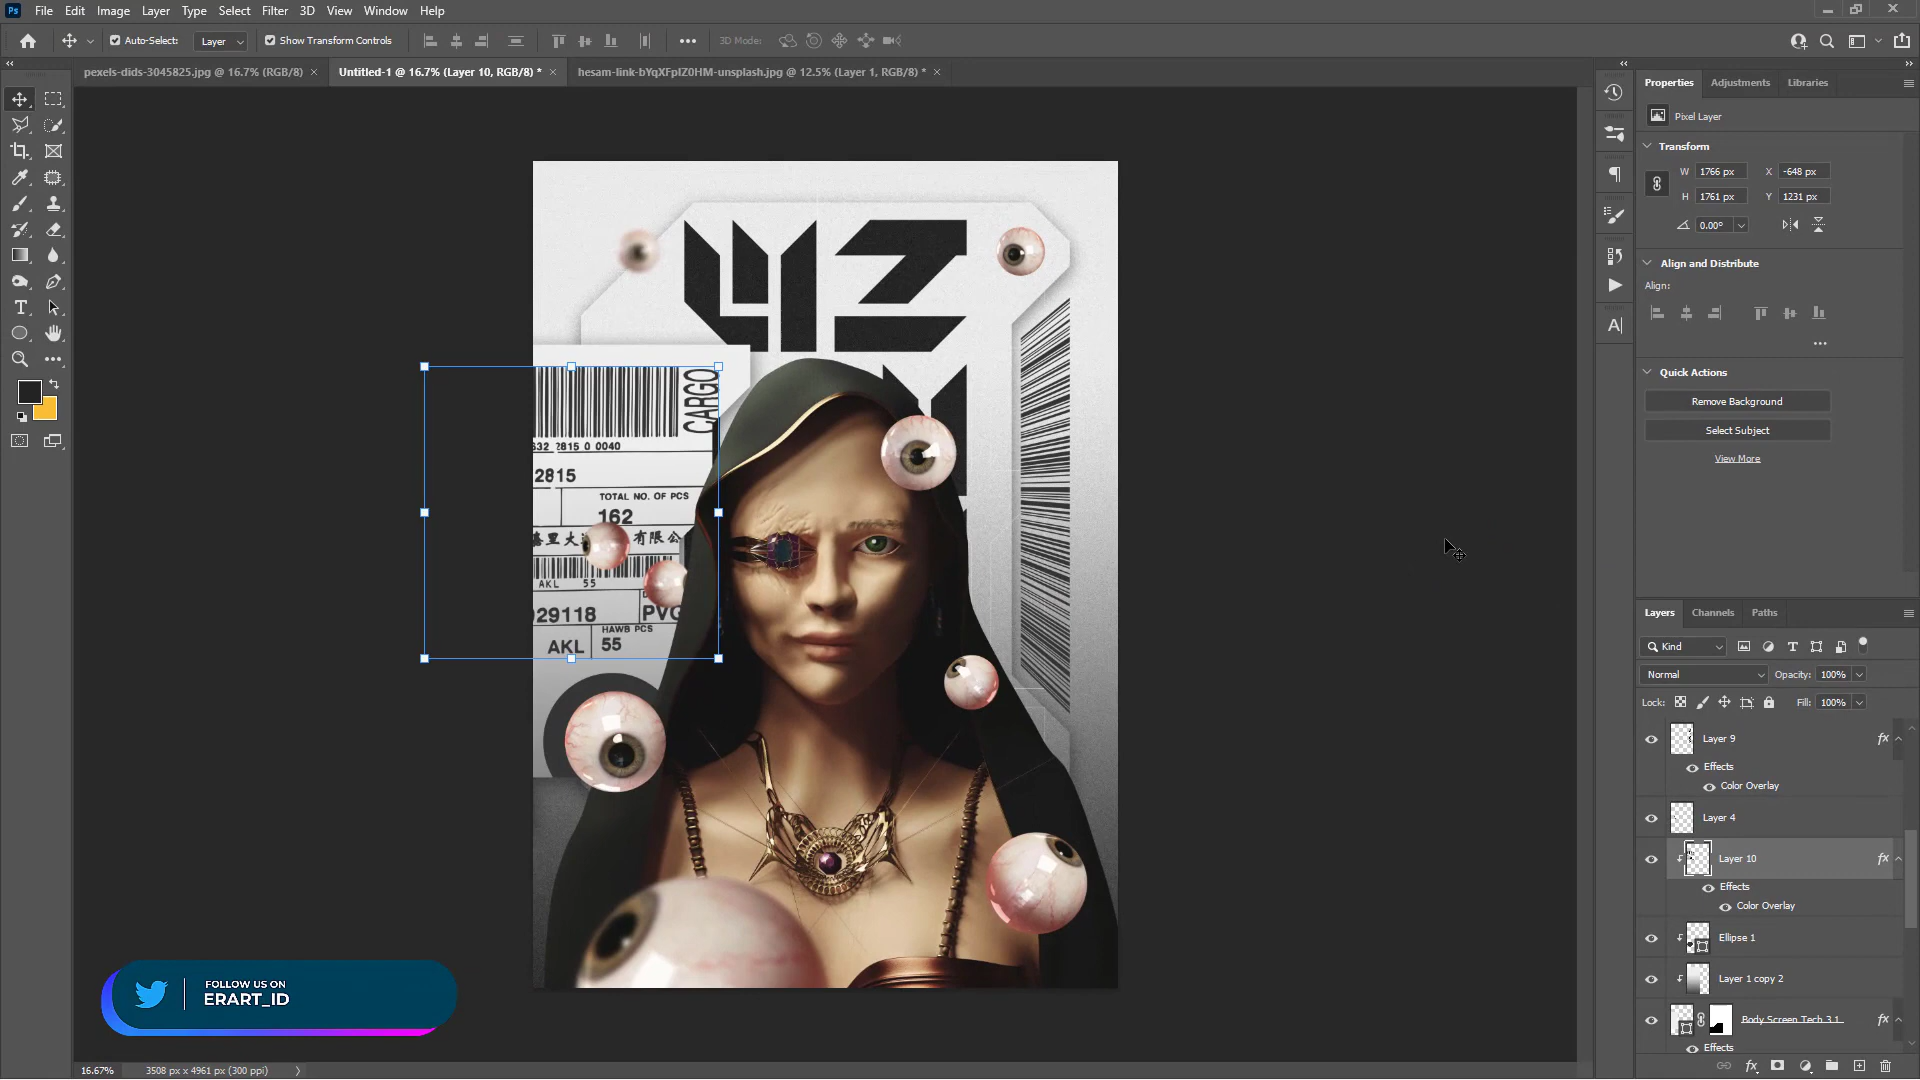 Ps File Edit Image Layer Type Select Filter 3D View Window Help
Auto-Select: Layer Show Transform Controls 3D Mode:
pexels-dids-3045825.jpg @ 16.7% (RGB/8) × Untitled-1 @ 16.7% (Layer 10, RGB/8) * × hesam-link-bYqXFpIZ0HM-unsplash.jpg @ 12.5% (Layer 1, RGB/8) * ×
Properties Adjustments Libraries
Pixel Layer
Transform
W 1766 px X -648 px
H 1761 px Y 1231 px
0.00°
Align and Distribute
Align:
Quick Actions
Remove Background
Select Subject
View More
CARGO
2815 0 0040
2815
TOTAL NO. OF PCS
162
有限公
AKL 55
29118
PVG
HAWB PCS
AKL 55
Layers Channels Paths
Kind
Normal Opacity: 100%
Lock: Fill: 100%
Layer 9 fx
Effects
Color Overlay
Layer 4
Layer 10 fx
Effects
Color Overlay
Ellipse 1
Layer 1 copy 2
Body Screen Tech 3.1 fx
Effects
FOLLOW US ON
ERART_ID
16.67% 3508 px x 4961 px (300 ppi)